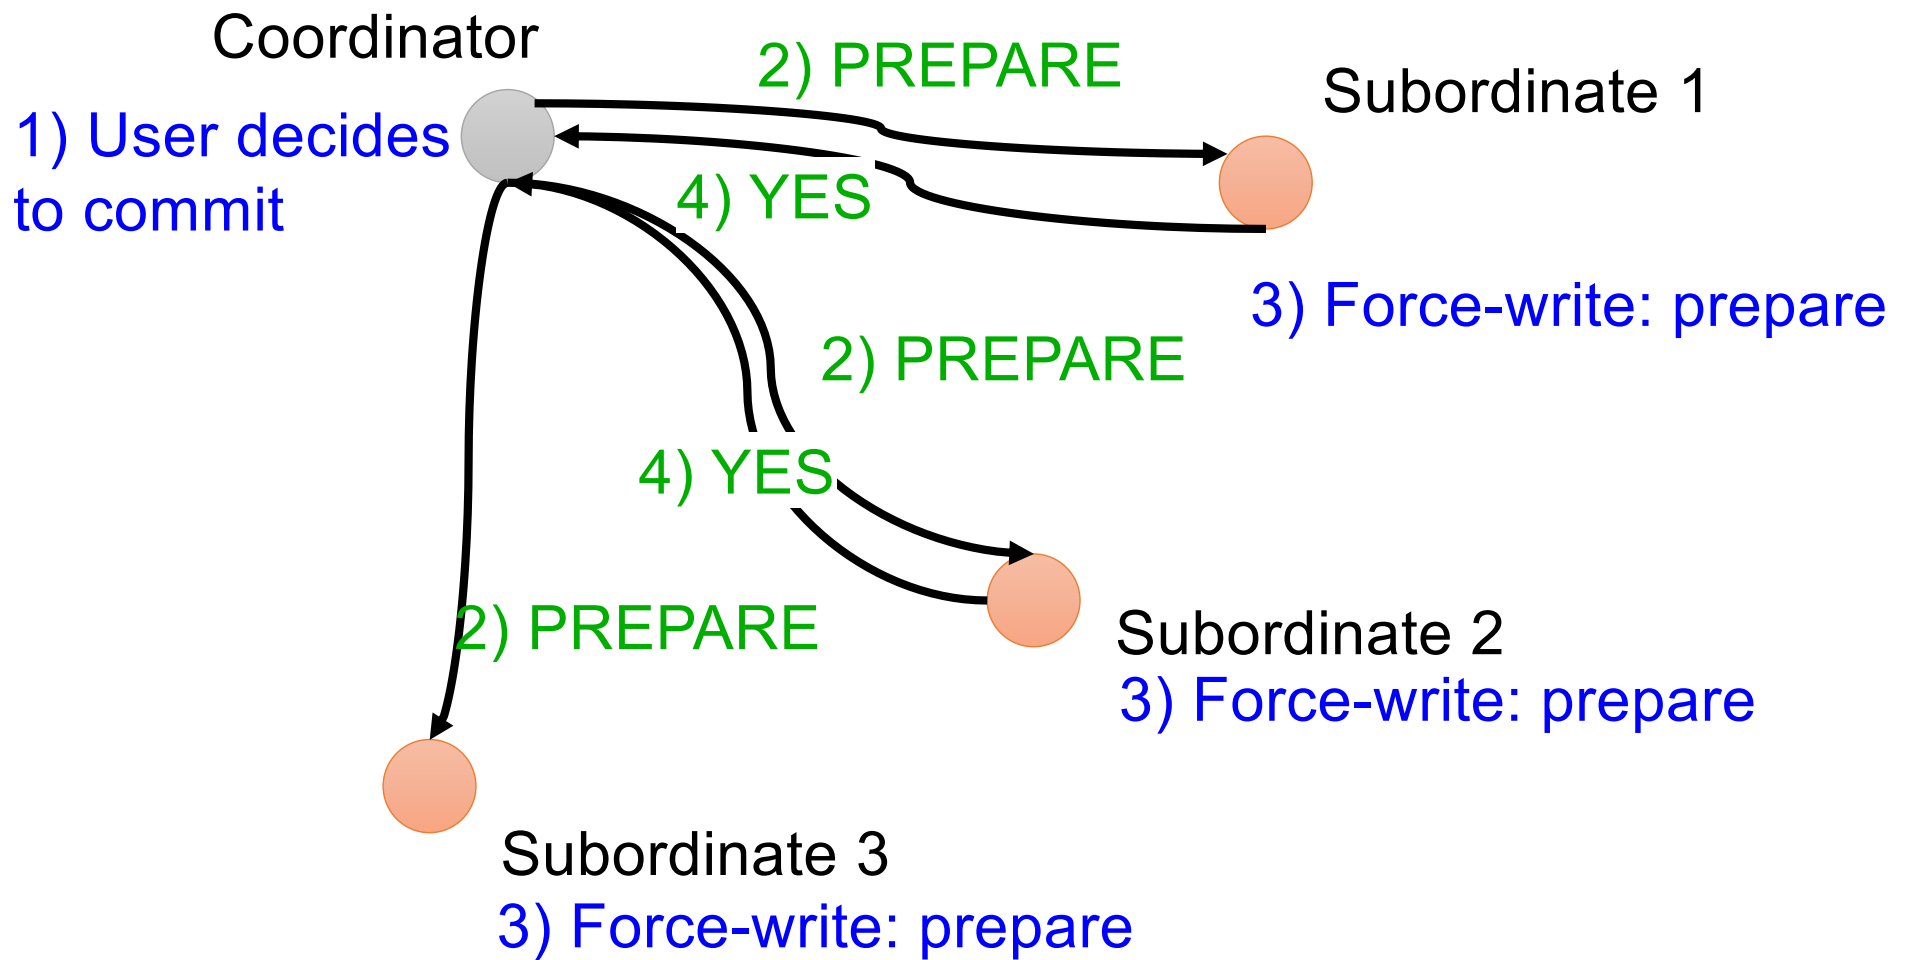 Coordinator
2) PREPARE
Subordinate 1
1) User decides
to commit
4) YES
3) Force-write: prepare
2) PREPARE
4) YES
2) PREPARE
Subordinate 2
3) Force-write: prepare
Subordinate 3
3) Force-write: prepare